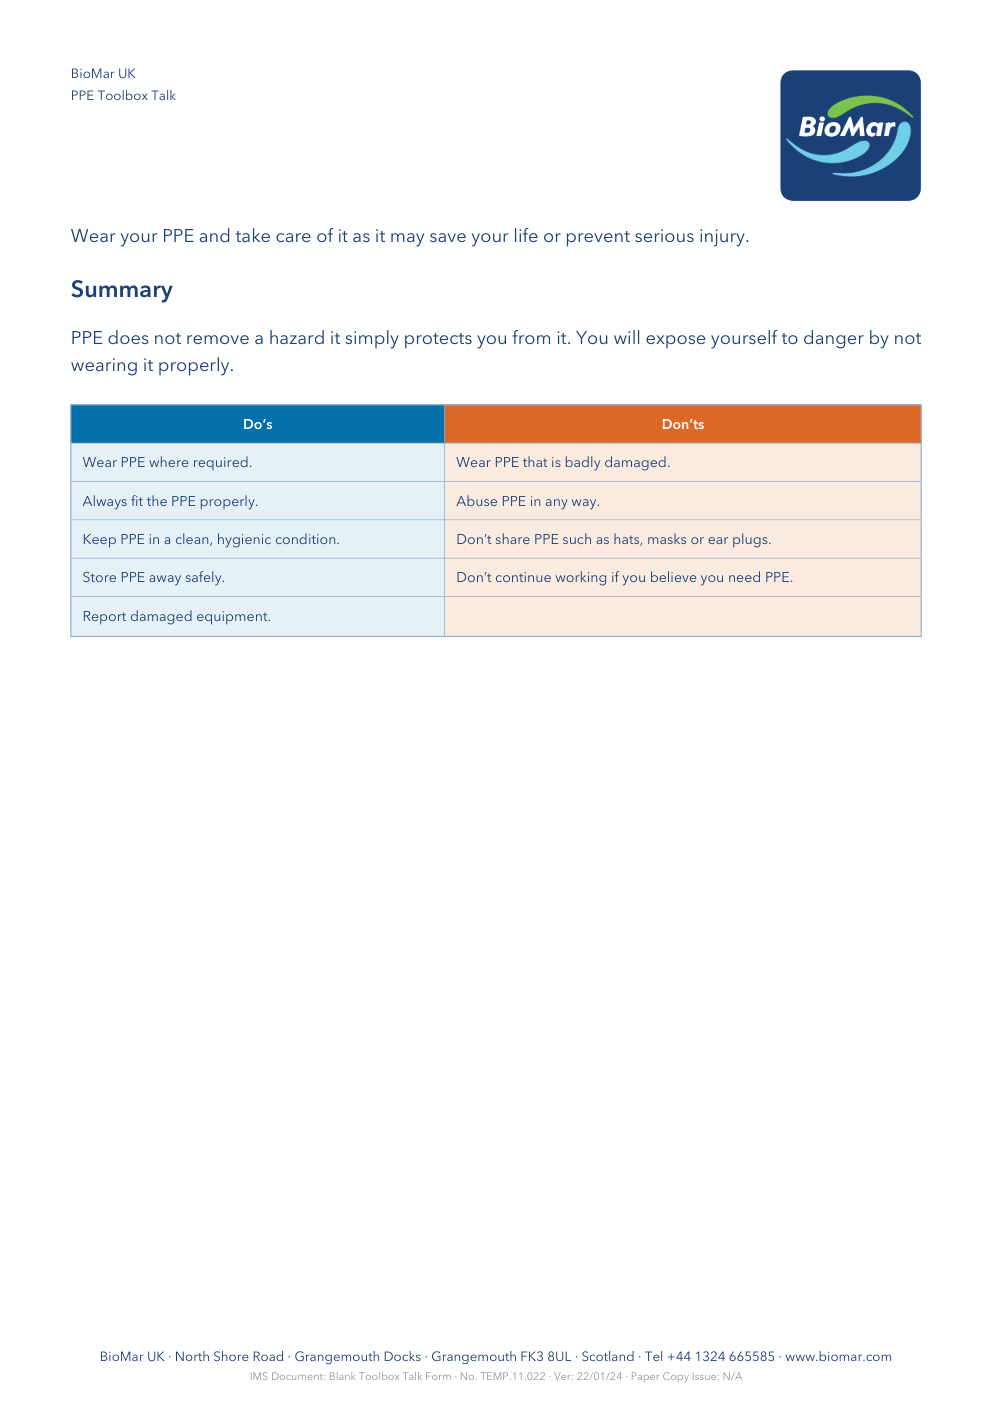 BioMar UK
PPE Toolbox Talk
BioMar
Wear your PPE and take care of it as it may save your life or prevent serious injury.
Summary
PPE does not remove a hazard it simply protects you from it. You will expose yourself to danger by not
wearing it properly.
Do’s Don’ts
Wear PPE where required. Wear PPE that is badly damaged.
Always fit the PPE properly. Abuse PPE in any way.
Keep PPE in a clean, hygienic condition. Don’t share PPE such as hats, masks or ear plugs.
Store PPE away safely. Don’t continue working if you believe you need PPE.
Report damaged equipment.
BioMar UK · North Shore Road · Grangemouth Docks · Grangemouth FK3 8UL · Scotland · Tel +44 1324 665585 · www.biomar.com
IMS Document: Blank Toolbox Talk Form · No. TEMP.11.022 · Ver: 22/01/24 · Paper Copy Issue: N/A